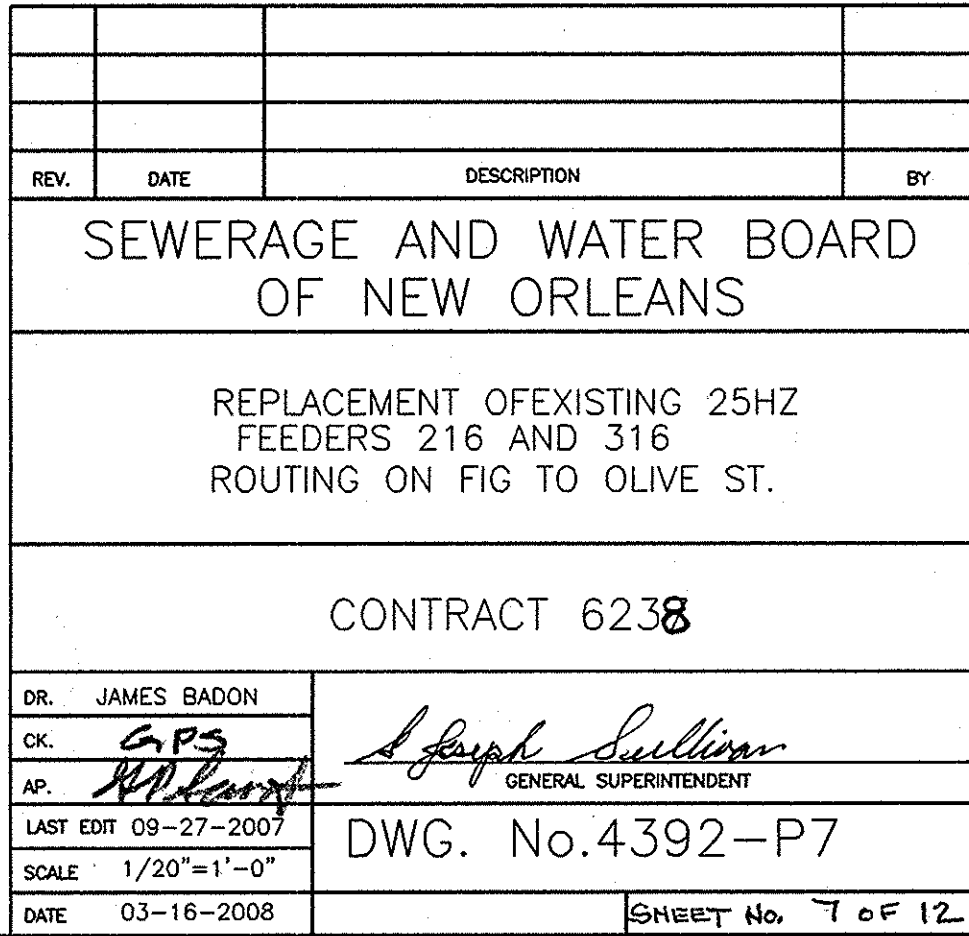 REV. DATE DESCRIPTION BY
SEWERAGE AND WATER BOARD
OF NEW ORLEANS
REPLACEMENT OFEXISTING 25HZ
FEEDERS 216 AND 316
ROUTING ON FIG TO OLIVE ST.
CONTRACT 6238
DR. JAMES BADON
CK. GPS
AP.
G Joseph Sullivan
GENERAL SUPERINTENDENT
LAST EDIT 09-27-2007
SCALE 1/20"=1'-0"
DATE 03-16-2008
DWG. No.4392-P7
SHEET No. 7 OF 12